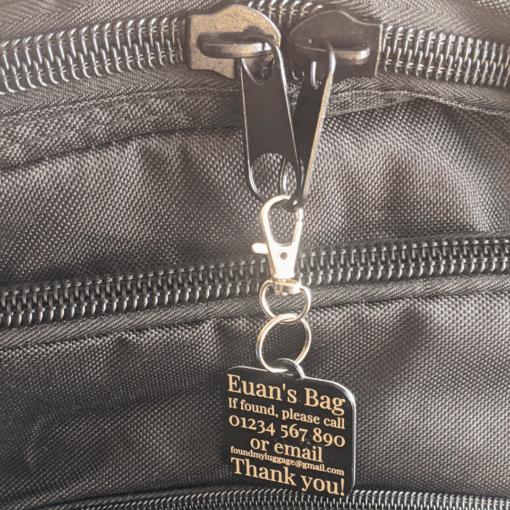 Euan's Bag
If found, please call
01234 567 890
or email
foundmyluggage@gmail.com
Thank you!